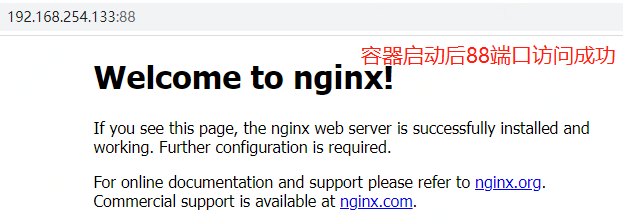 192.168.254.133:88
容器启动后88端口访问成功
Welcome to nginx!
If you see this page, the nginx web server is successfully installed and
working. Further configuration is required.
For online documentation and support please refer to nginx.org.
Commercial support is available at nginx.com.